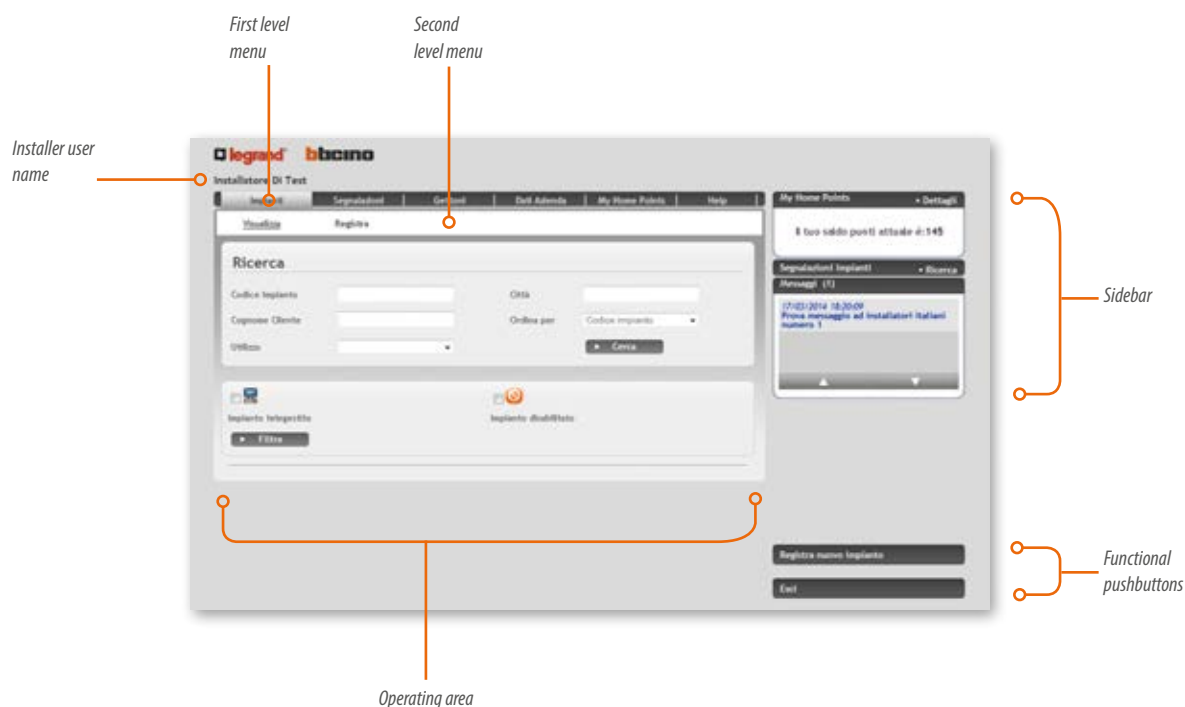 First level
menu
Second
level menu
Installer user
name
legrand bticino
Installatore Di Test
Impianti Segnalazioni Gettoni Dati Azienda My Home Points Help
Visualizza Registra
My Home Points Dettagli
Il tuo saldo punti attuale è:145
Ricerca
Codice Impianto
Città
Cognome Cliente
Ordina per Codice impianto
Utilizzo
Cerca
Segnalazioni Impianti Ricerca
Messaggi (1)
17/03/2014 18:20:09
Prova messaggio ad installatori italiani
numero 1
Sidebar
Impianto telegestito
Impianto disabilitato
Filtra
Registra nuovo impianto
Exit
Functional
pushbuttons
Operating area